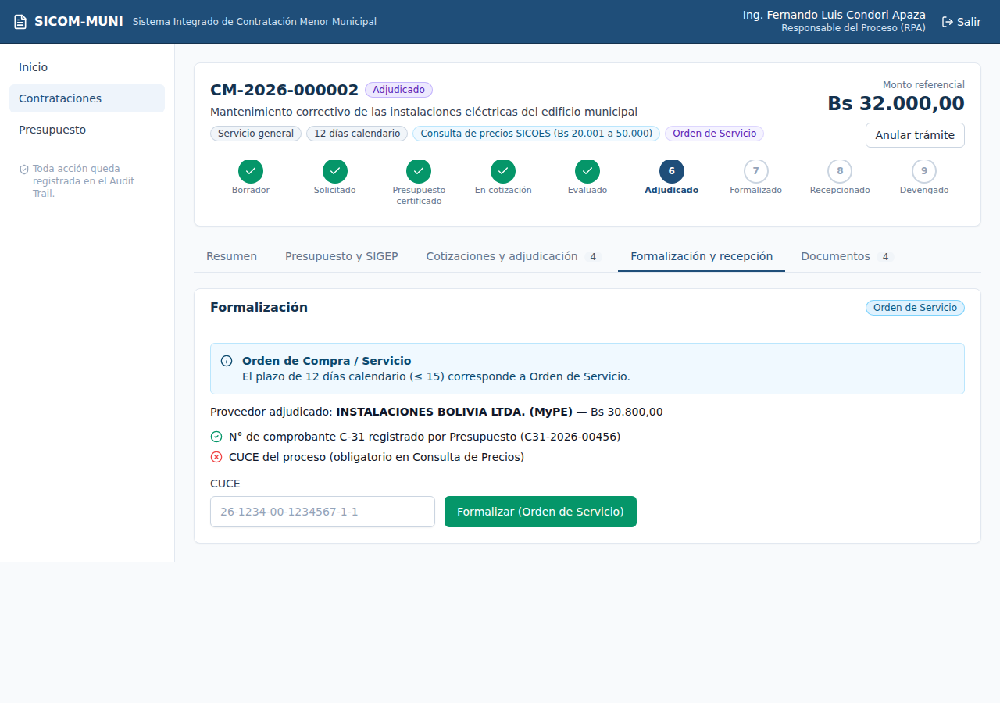 SICOM-MUNI Sistema Integrado de Contratación Menor Municipal
Ing. Fernando Luis Condori Apaza
Responsable del Proceso (RPA)
Salir
Inicio
Contrataciones
Presupuesto
Toda acción queda
registrada en el Audit
Trail.
CM-2026-000002 Adjudicado
Mantenimiento correctivo de las instalaciones eléctricas del edificio municipal
Servicio general 12 días calendario Consulta de precios SICOES (Bs 20.001 a 50.000) Orden de Servicio
Monto referencial
Bs 32.000,00
Anular trámite
6 7 8 9
Borrador Solicitado Presupuesto En cotización Evaluado Adjudicado Formalizado Recepcionado Devengado
certificado
Resumen Presupuesto y SIGEP Cotizaciones y adjudicación 4 Formalización y recepción Documentos 4
Formalización Orden de Servicio
Orden de Compra / Servicio
El plazo de 12 días calendario (≤ 15) corresponde a Orden de Servicio.
Proveedor adjudicado: INSTALACIONES BOLIVIA LTDA. (MyPE) — Bs 30.800,00
N° de comprobante C-31 registrado por Presupuesto (C31-2026-00456)
CUCE del proceso (obligatorio en Consulta de Precios)
CUCE
26-1234-00-1234567-1-1 Formalizar (Orden de Servicio)